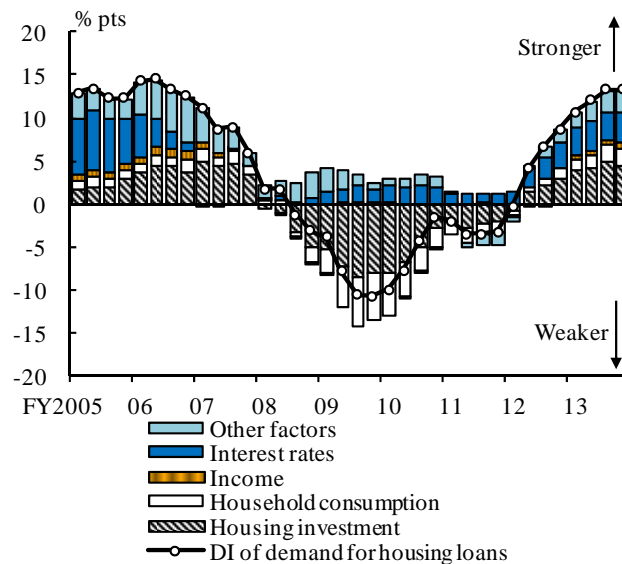 % pts
20
Stronger
15
10
5
0
-5
-10
-15
Weaker
-20
FY2005 06 07 08 09 10 11 12 13
Other factors
Interest rates
Income
Household consumption
Housing investment
DI of demand for housing loans